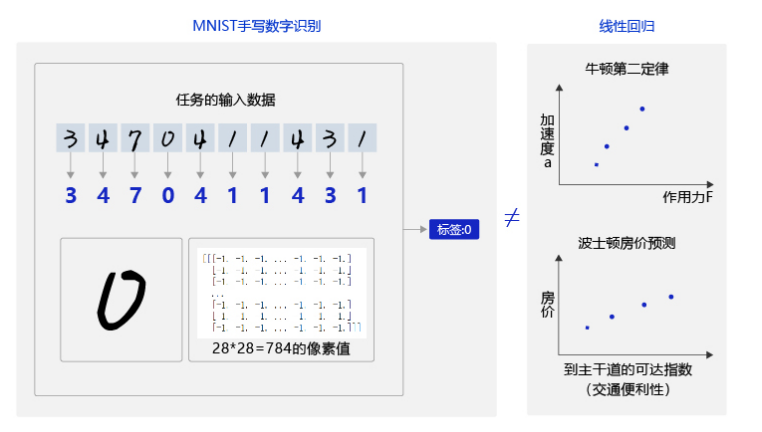 MNIST手写数字识别
任务的输入数据
3 4 7 0 4 1 1 4 3 1
3 4 7 0 4 1 1 4 3 1
0
[[[-1. -1. -1. ... -1. -1. -1.]
[-1. -1. -1. ... -1. -1. -1.]
[-1. -1. -1. ... -1. -1. -1.]
...
[-1. -1. -1. ... -1. -1. -1.]
[-1. -1. -1. ... -1. -1. -1.]
[-1. -1. -1. ... -1. -1. -1.]]]
28*28=784的像素值
标签:0
≠
线性回归
牛顿第二定律
加速度a
作用力F
波士顿房价预测
房价
到主干道的可达指数
（交通便利性）